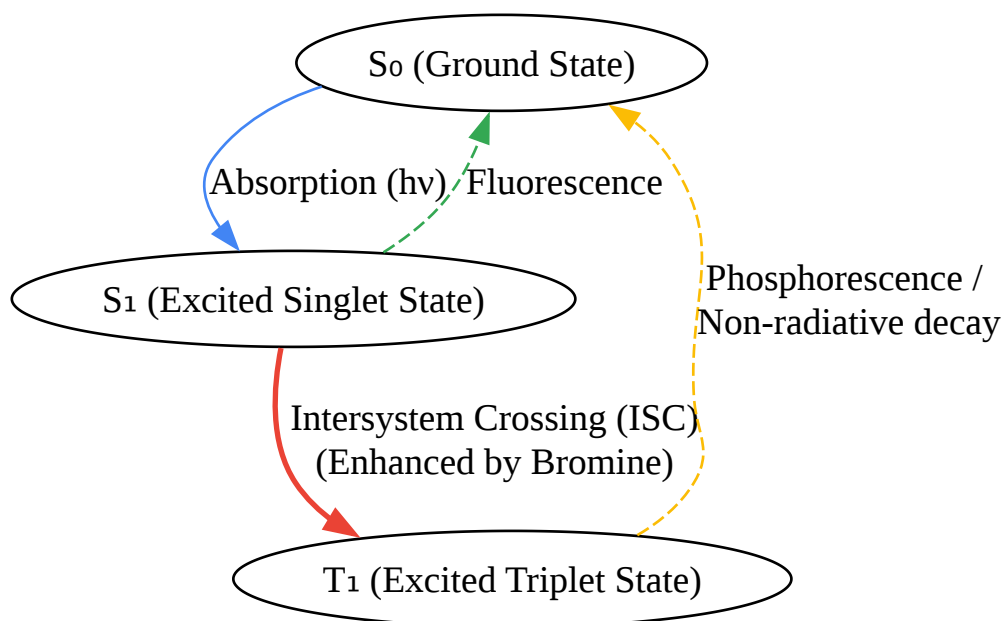 S₀ (Ground State)
Absorption (hν)
Fluorescence
S₁ (Excited Singlet State)
Phosphorescence /
Non-radiative decay
Intersystem Crossing (ISC)
(Enhanced by Bromine)
T₁ (Excited Triplet State)